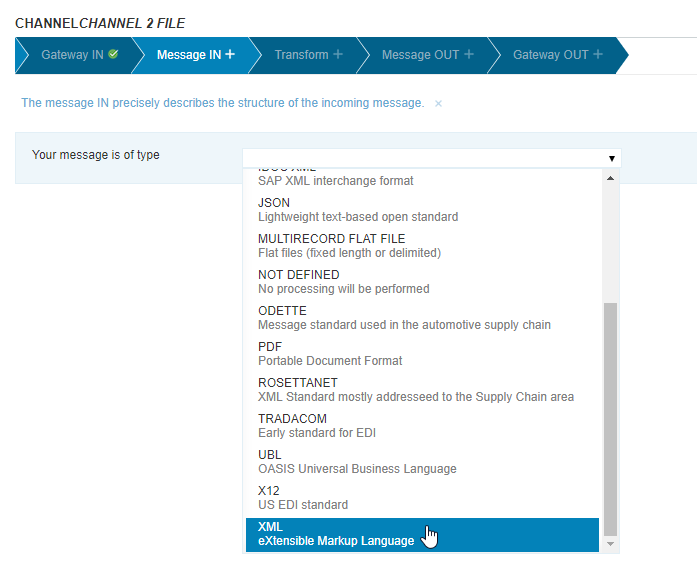 CHANNELCHANNEL 2 FILE
Gateway IN
Message IN +
Transform +
Message OUT +
Gateway OUT +
The message IN precisely describes the structure of the incoming message. ×
Your message is of type
IDOC XML
SAP XML interchange format
JSON
Lightweight text-based open standard
MULTIRECORD FLAT FILE
Flat files (fixed length or delimited)
NOT DEFINED
No processing will be performed
ODETTE
Message standard used in the automotive supply chain
PDF
Portable Document Format
ROSETTANET
XML Standard mostly addresseed to the Supply Chain area
TRADACOM
Early standard for EDI
UBL
OASIS Universal Business Language
X12
US EDI standard
XML
eXtensible Markup Language